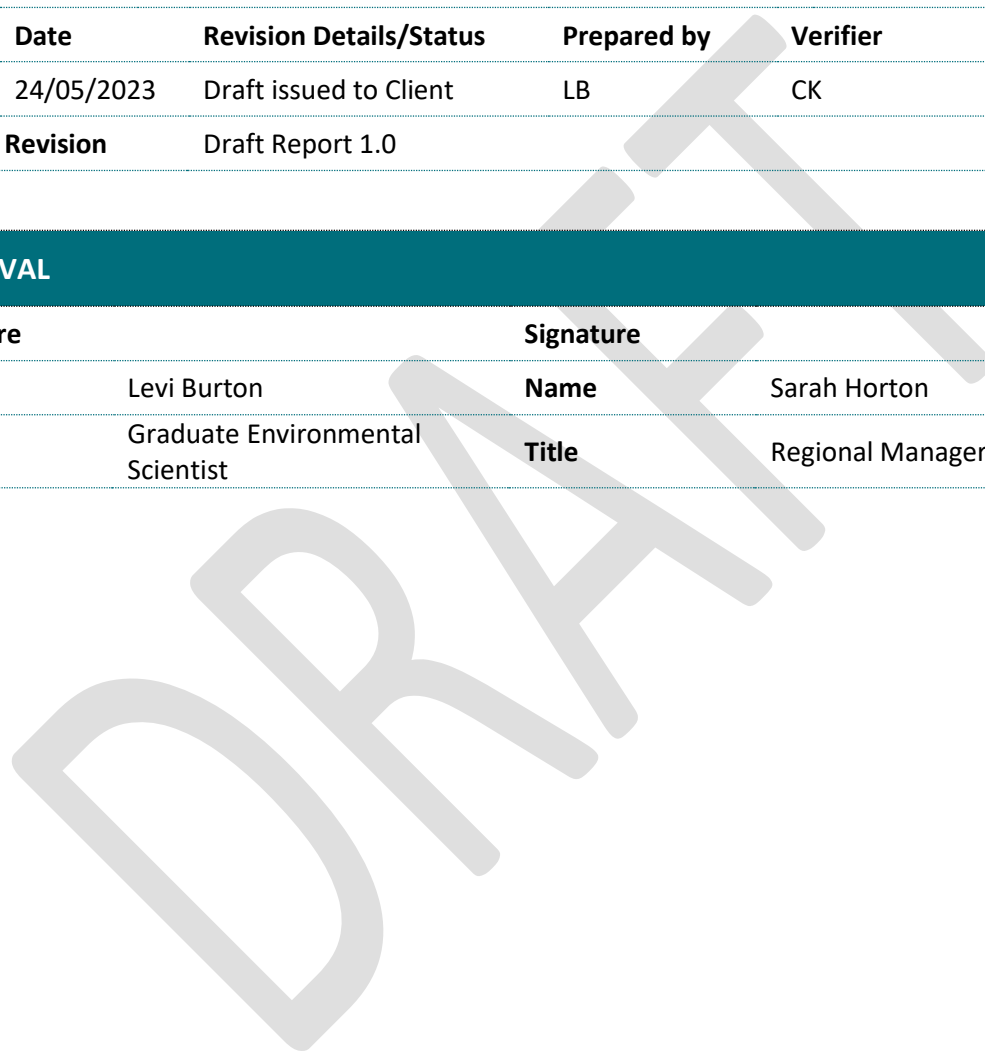 Date Revision Details/Status Prepared by Verifier
24/05/2023 Draft issued to Client LB CK
Revision Draft Report 1.0
VAL
re Signature
Levi Burton Name Sarah Horton
Graduate Environmental
Scientist Title Regional Manager
DRAFT